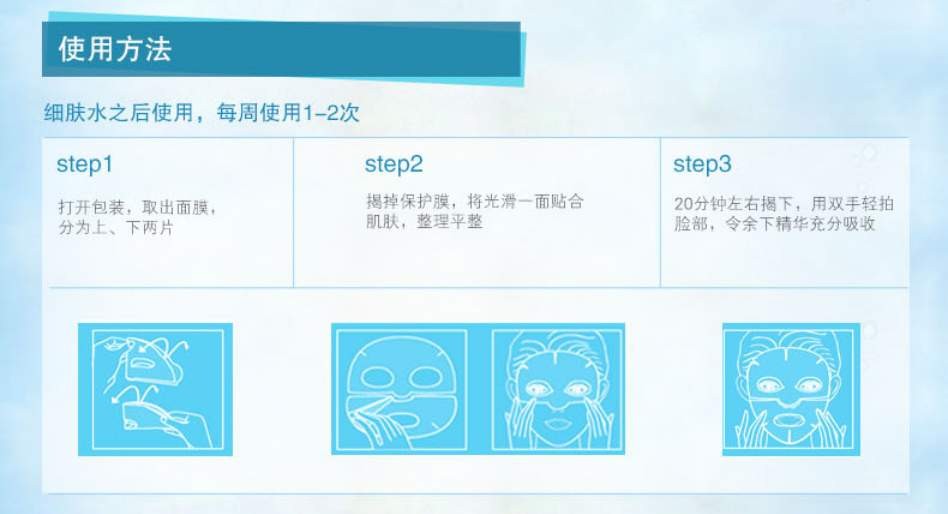 使用方法
细肤水之后使用，每周使用1-2次
step1
打开包装，取出面膜，
分为上、下两片
step2
揭掉保护膜，将光滑一面贴合
肌肤，整理平整
step3
20分钟左右揭下，用双手轻拍
脸部，令余下精华充分吸收